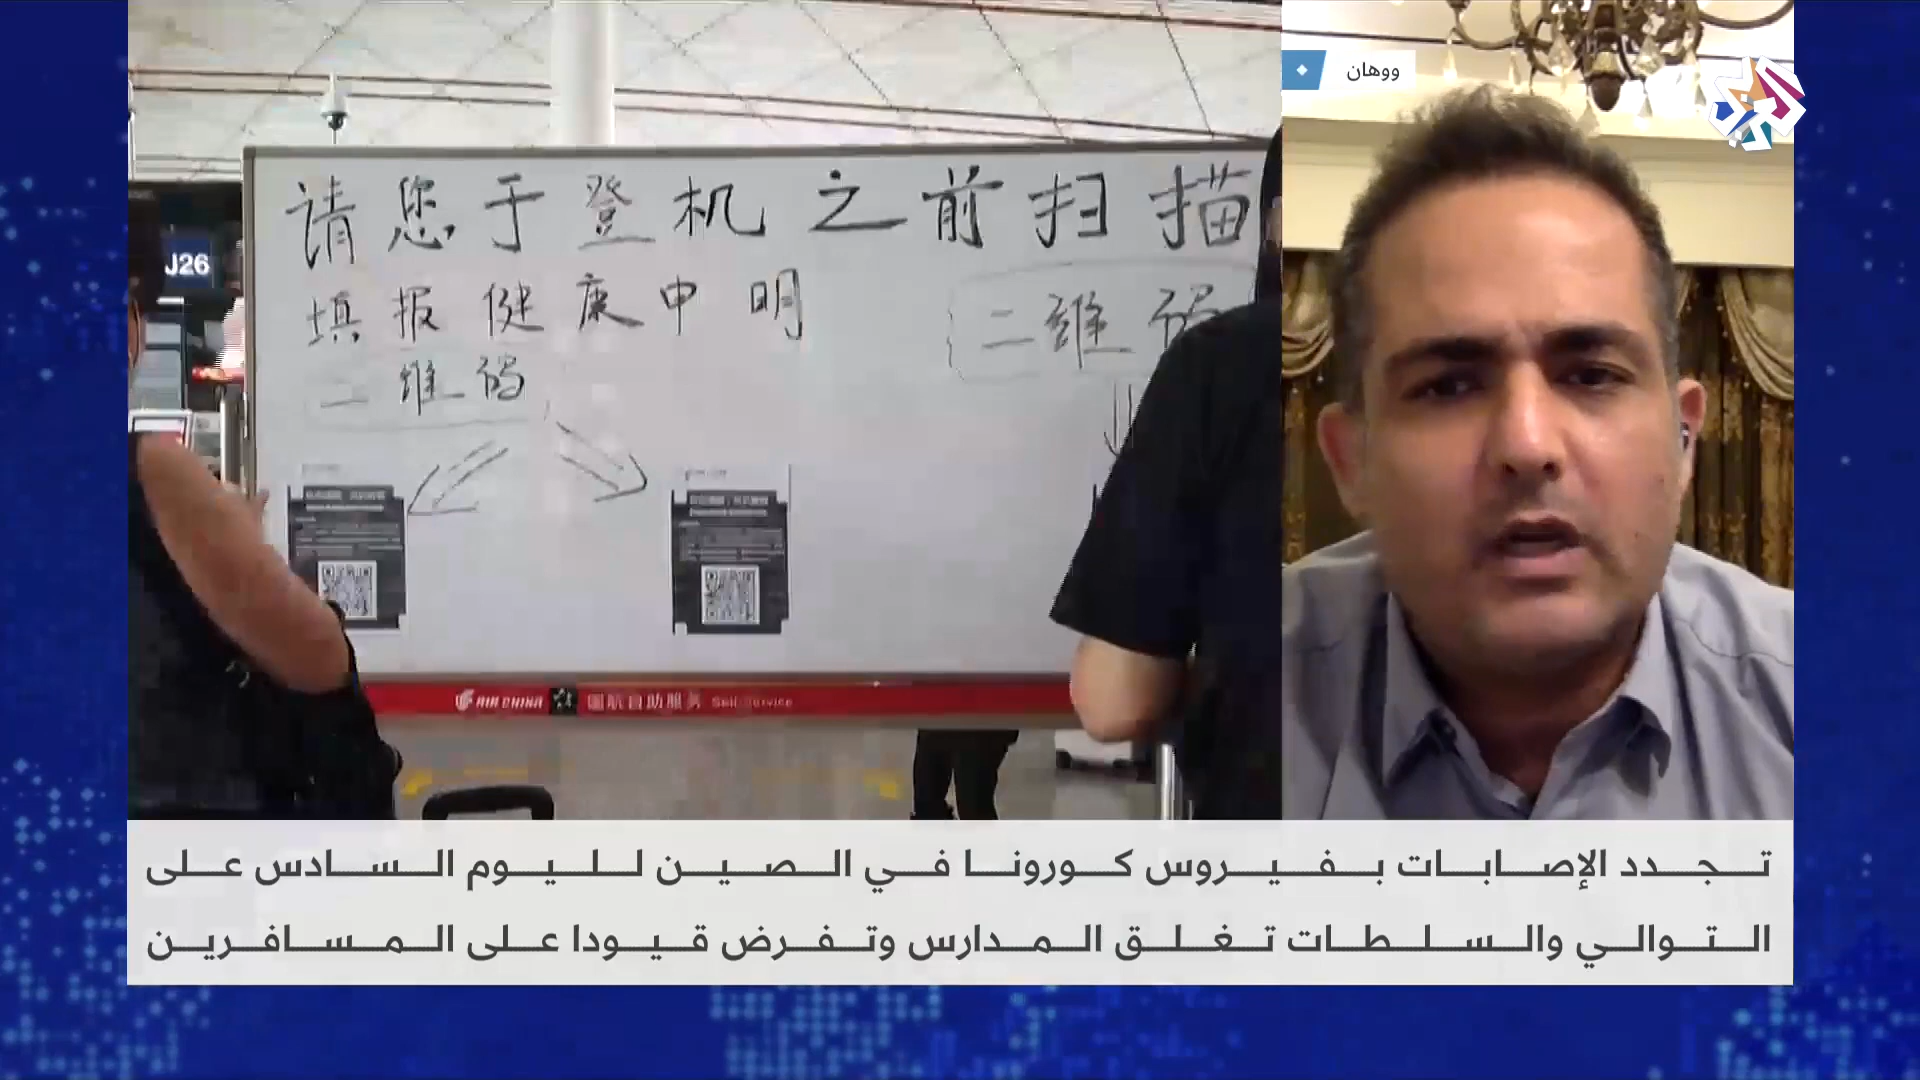 ووهان
J26
请您于登机之前扫描
填报健康申明
二维码
二维码
AIR CHINA 国航自助服务 Self Service
تجدد الإصابات بفيروس كورونا في الصين لليوم السادس على
التوالي والسلطات تغلق المدارس وتفرض قيودا على المسافرين